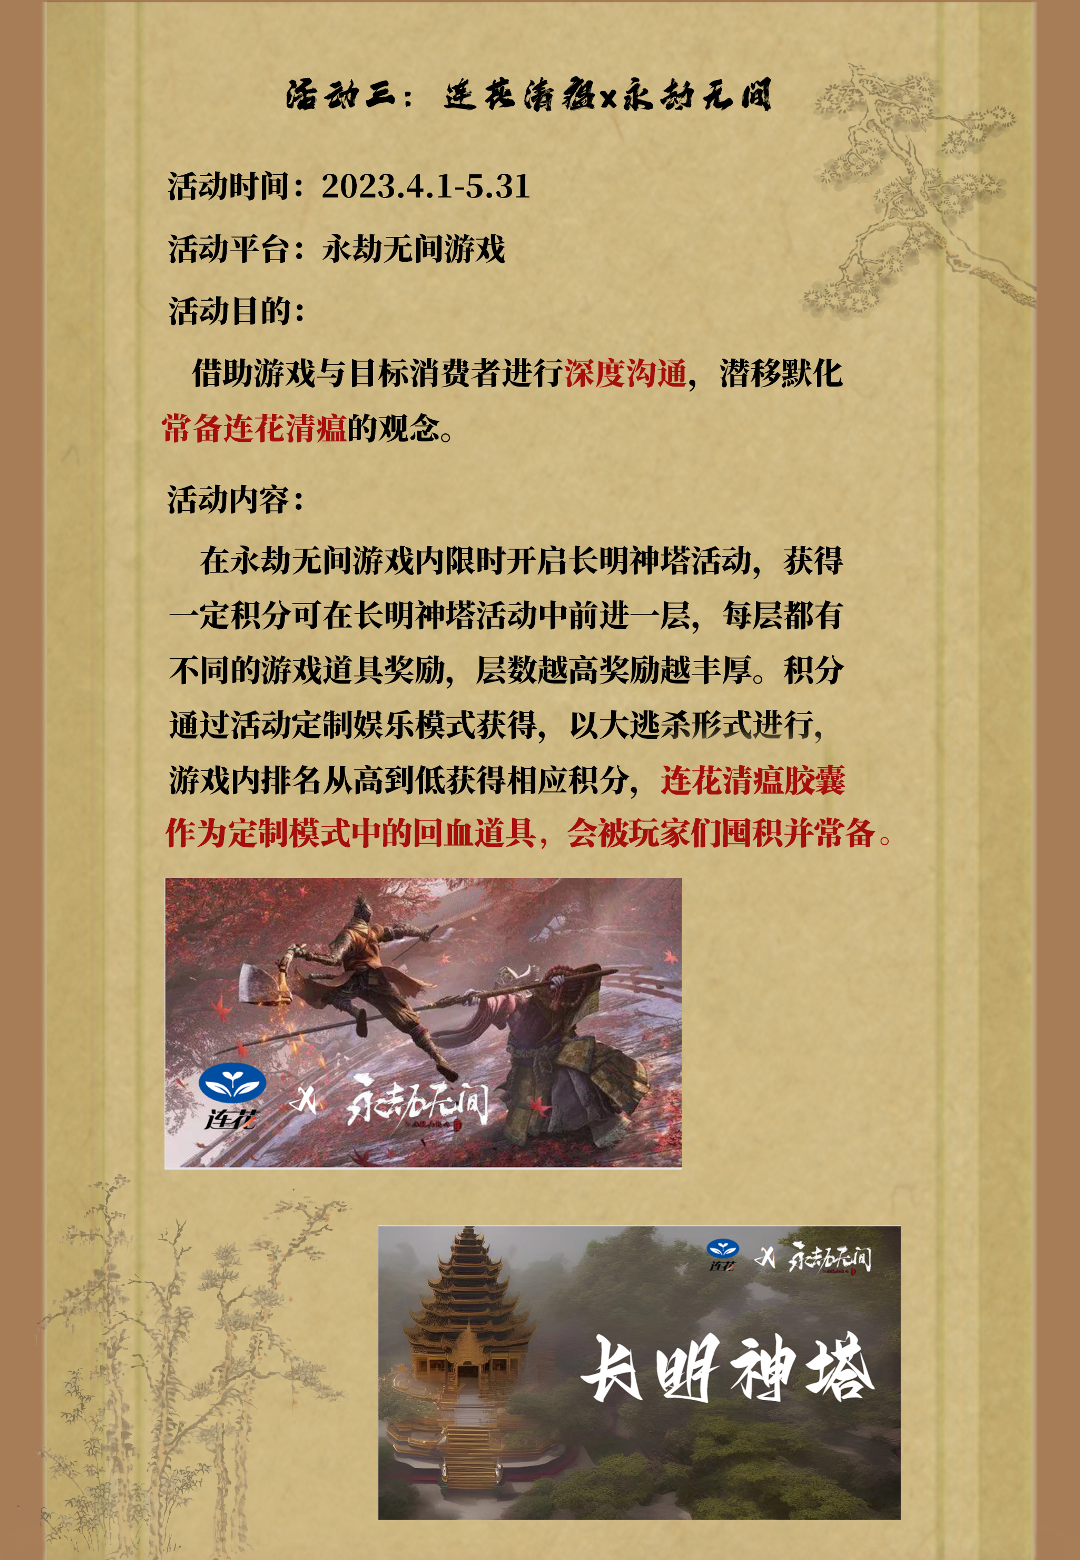 活动三：连花清瘟x永劫无间
活动时间：2023.4.1-5.31
活动平台：永劫无间游戏
活动目的：
借助游戏与目标消费者进行深度沟通，潜移默化
常备连花清瘟的观念。
活动内容：
在永劫无间游戏内限时开启长明神塔活动，获得
一定积分可在长明神塔活动中前进一层，每层都有
不同的游戏道具奖励，层数越高奖励越丰厚。积分
通过活动定制娱乐模式获得，以大逃杀形式进行，
游戏内排名从高到低获得相应积分，连花清瘟胶囊
作为定制模式中的回血道具，会被玩家们囤积并常备。
连花 X 永劫无间
连花 X 永劫无间
长明神塔